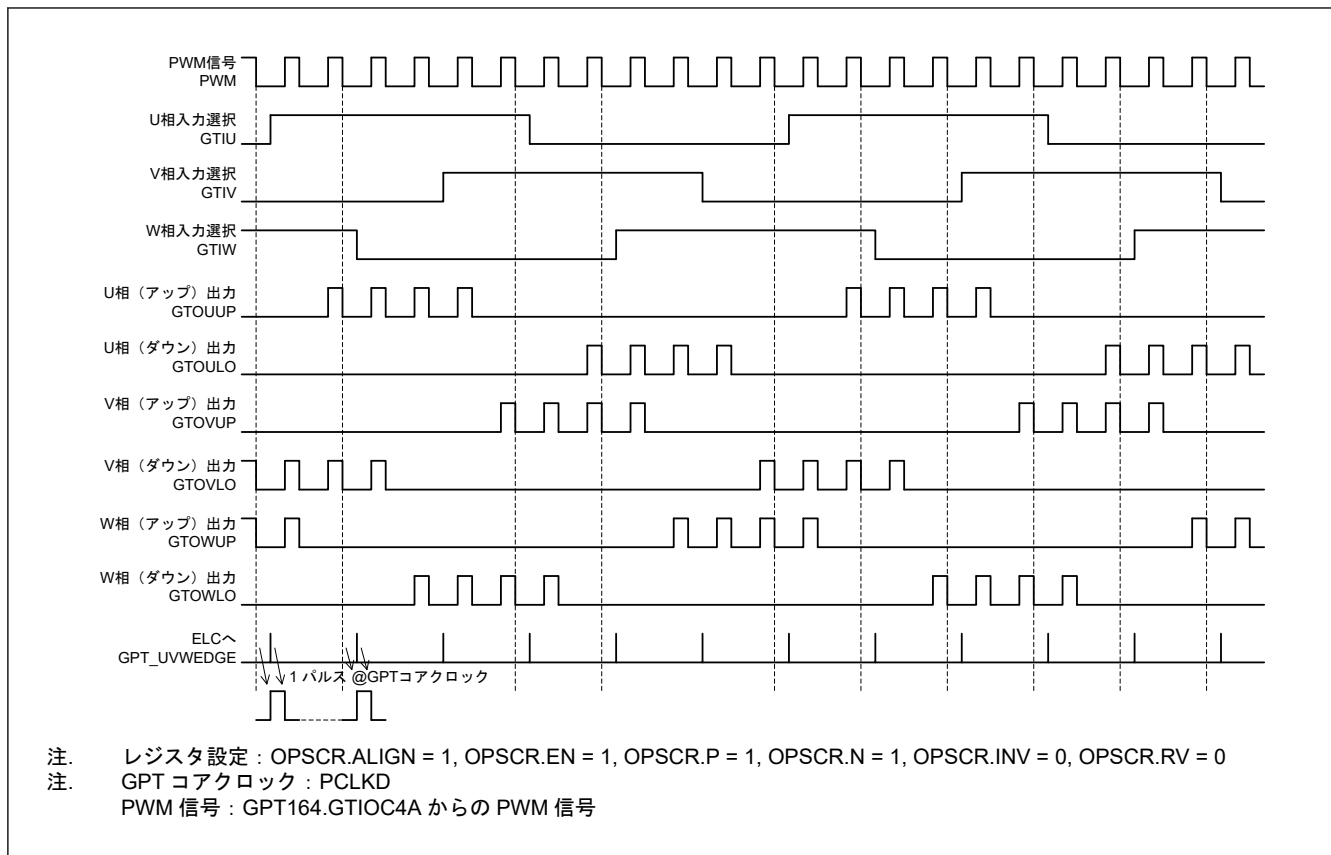 PWM信号
PWM
U相入力選択
GTIU
V相入力選択
GTIV
W相入力選択
GTIW
U相（アップ）出力
GTOUUP
U相（ダウン）出力
GTOULO
V相（アップ）出力
GTOVUP
V相（ダウン）出力
GTOVLO
W相（アップ）出力
GTOWUP
W相（ダウン）出力
GTOWLO
ELCへ
GPT_UVWEDGE
1 パルス @GPTコアクロック
注. レジスタ設定：OPSCR.ALIGN = 1, OPSCR.EN = 1, OPSCR.P = 1, OPSCR.N = 1, OPSCR.INV = 0, OPSCR.RV = 0
注. GPT コアクロック：PCLKD
PWM 信号：GPT164.GTIOC4A からの PWM 信号